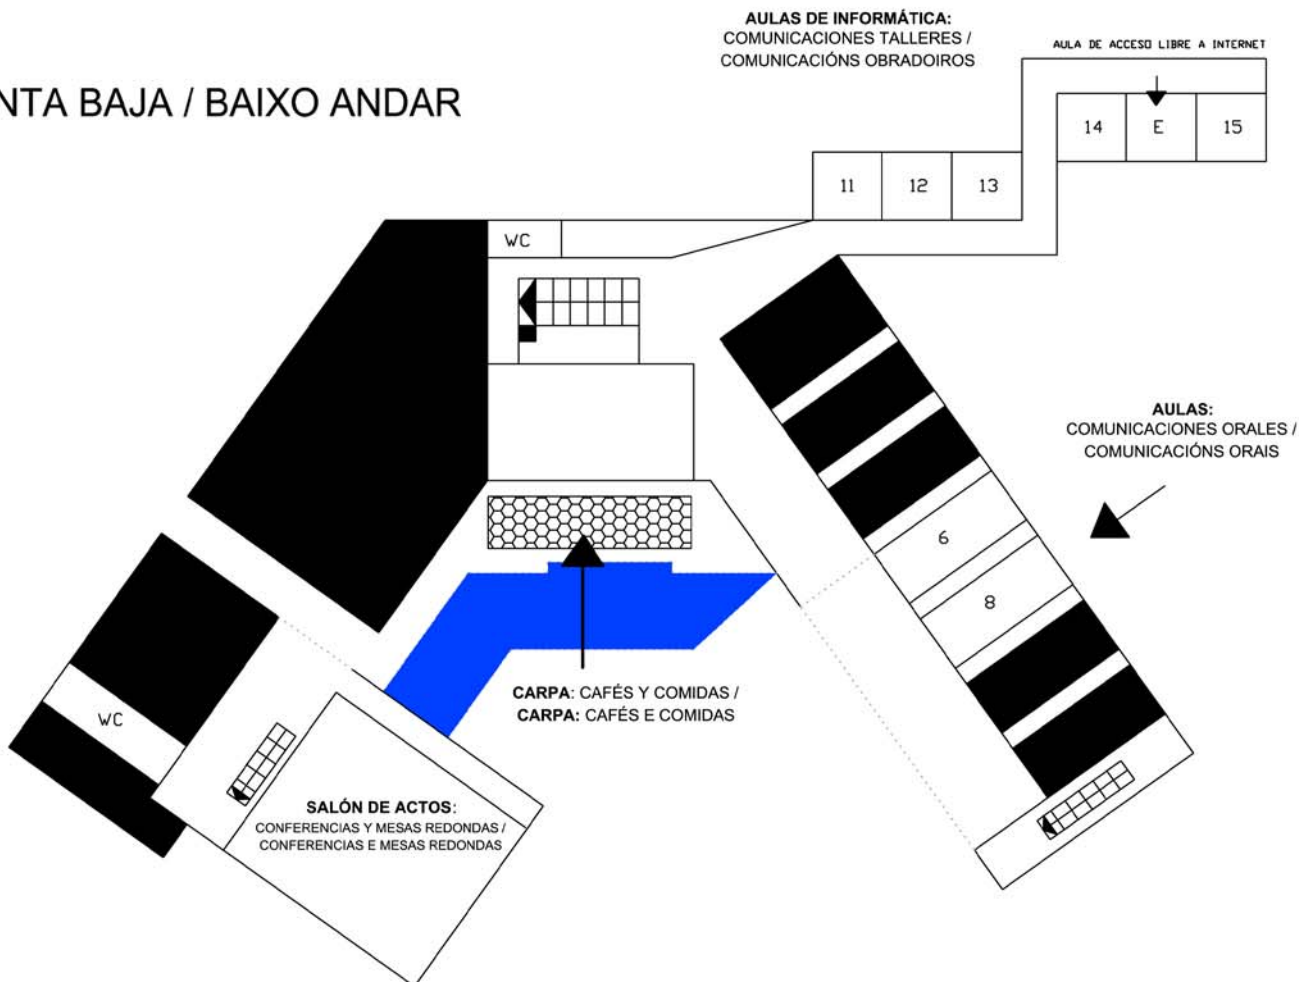 AULAS DE INFORMÁTICA:
COMUNICACIONES TALLERES /
COMUNICACIÓNS OBRADOIROS
AULA DE ACCESO LIBRE A INTERNET
NTA BAJA / BAIXO ANDAR
14
E
15
11
12
13
WC
AULAS:
COMUNICACIONES ORALES /
COMUNICACIÓNS ORAIS
6
8
CARPA: CAFÉS Y COMIDAS /
CARPA: CAFÉS E COMIDAS
WC
SALÓN DE ACTOS:
CONFERENCIAS Y MESAS REDONDAS /
CONFERENCIAS E MESAS REDONDAS